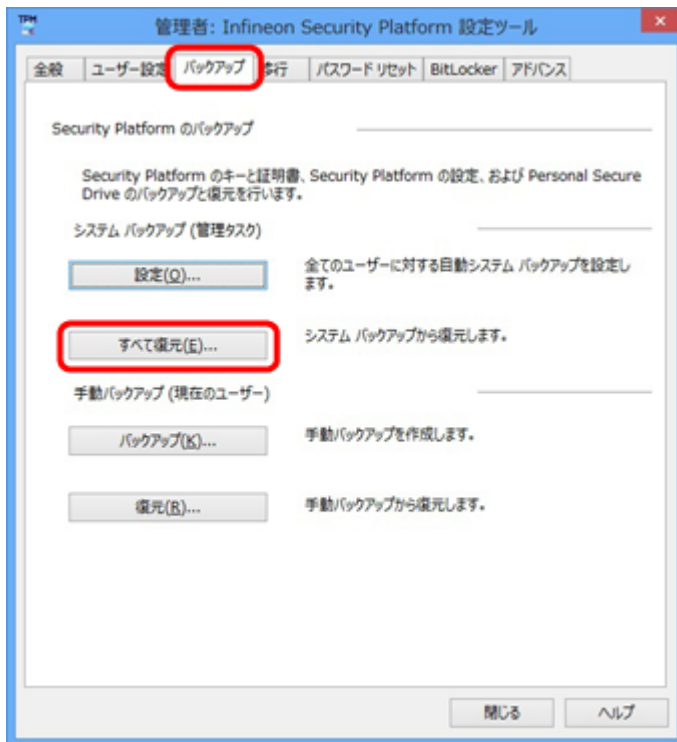 TPM
管理者: Infineon Security Platform 設定ツール
全般 ユーザー設定 バックアップ 移行 パスワード リセット BitLocker アドバンス
Security Platform のバックアップ
Security Platform のキーと証明書、Security Platform の設定、および Personal Secure
Drive のバックアップと復元を行います。
システム バックアップ (管理タスク)
設定(O)...
全てのユーザーに対する自動システム バックアップを設定し
ます。
すべて復元(E)...
システム バックアップから復元します。
手動バックアップ (現在のユーザー)
バックアップ(K)...
手動バックアップを作成します。
復元(R)...
手動バックアップから復元します。
閉じる ヘルプ